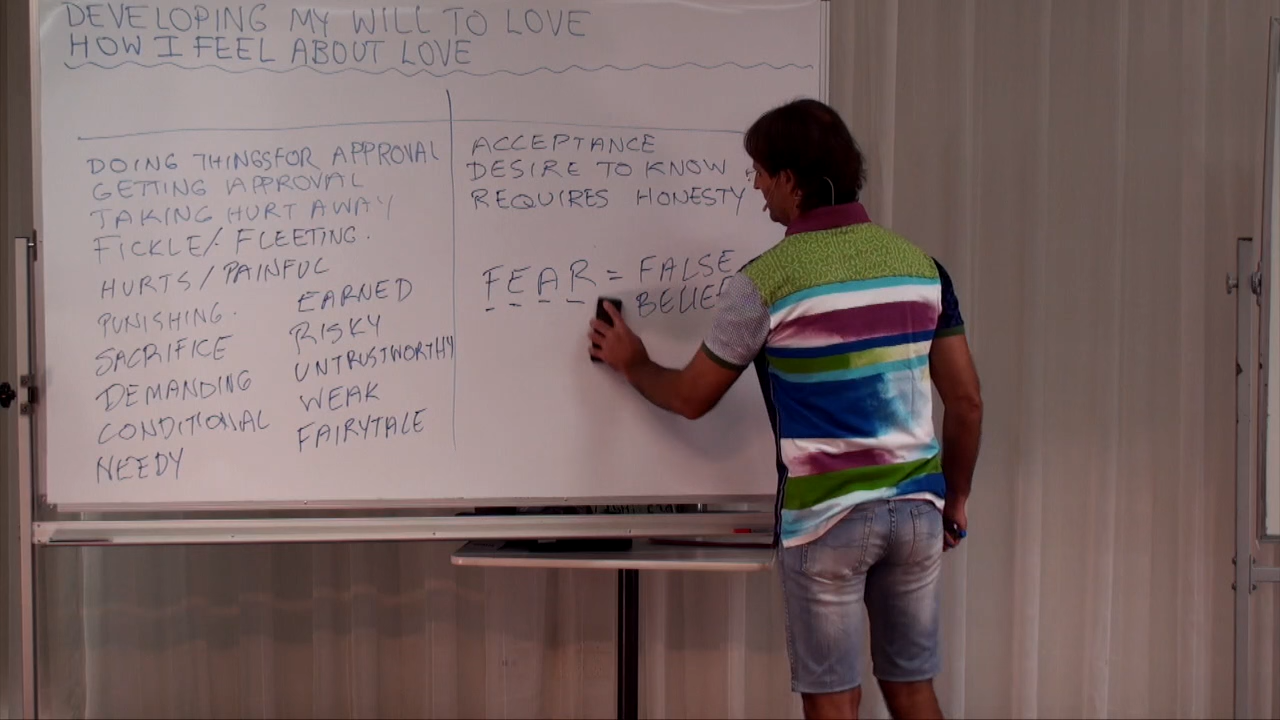 DEVELOPING MY WILL TO LOVE
HOW I FEEL ABOUT LOVE
DOING THINGS FOR APPROVAL
GETTING APPROVAL
TAKING HURT AWAY
FICKLE/ FLEETING.
HURTS / PAINFUL
PUNISHING.
SACRIFICE
DEMANDING
CONDITIONAL
NEEDY
EARNED
RISKY
UNTRUSTWORTHY
WEAK
FAIRYTALE
ACCEPTANCE
DESIRE TO KNOW
REQUIRES HONESTY
FEAR = FALSE